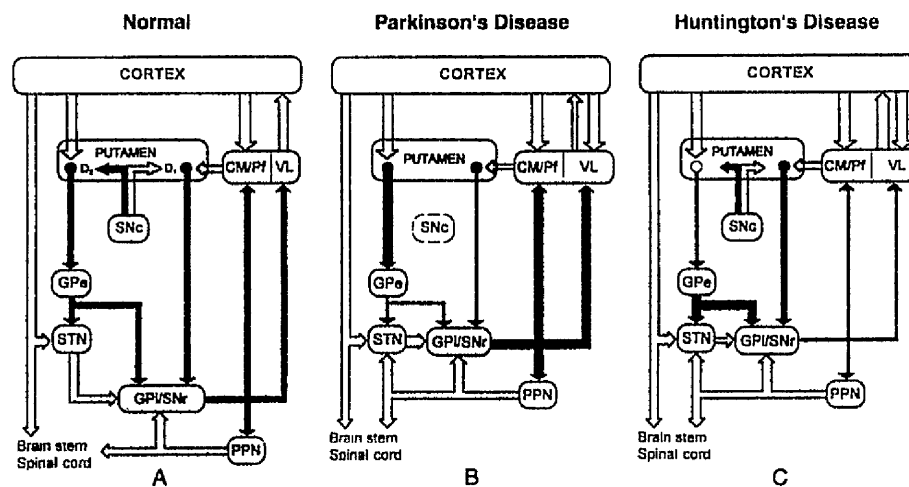 Normal
CORTEX
PUTAMEN
D₂ D₁
CM/Pf VL
SNc
GPe
STN
GPi/SNr
PPN
Brain stem
Spinal cord
A
Parkinson's Disease
CORTEX
PUTAMEN
CM/Pf VL
SNc
GPe
STN
GPi/SNr
PPN
Brain stem
Spinal cord
B
Huntington's Disease
CORTEX
PUTAMEN
CM/Pf VL
SNc
GPe
STN
GPi/SNr
PPN
Brain stem
Spinal cord
C